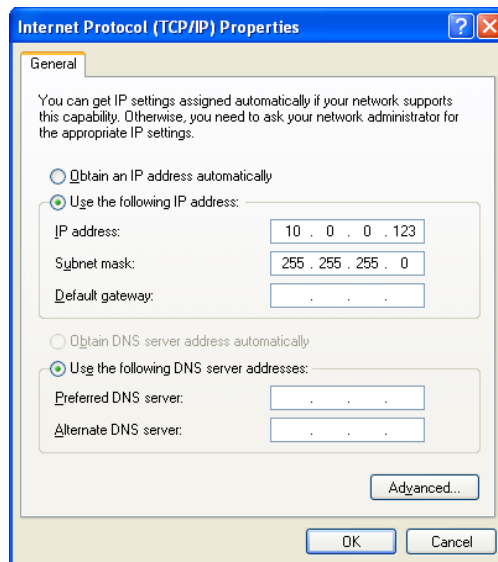 Internet Protocol (TCP/IP) Properties
General
You can get IP settings assigned automatically if your network supports
this capability. Otherwise, you need to ask your network administrator for
the appropriate IP settings.
Obtain an IP address automatically
Use the following IP address:
IP address: 10 . 0 . 0 . 123
Subnet mask: 255 . 255 . 255 . 0
Default gateway: . . .
Obtain DNS server address automatically
Use the following DNS server addresses:
Preferred DNS server: . . .
Alternate DNS server: . . .
Advanced...
OK Cancel